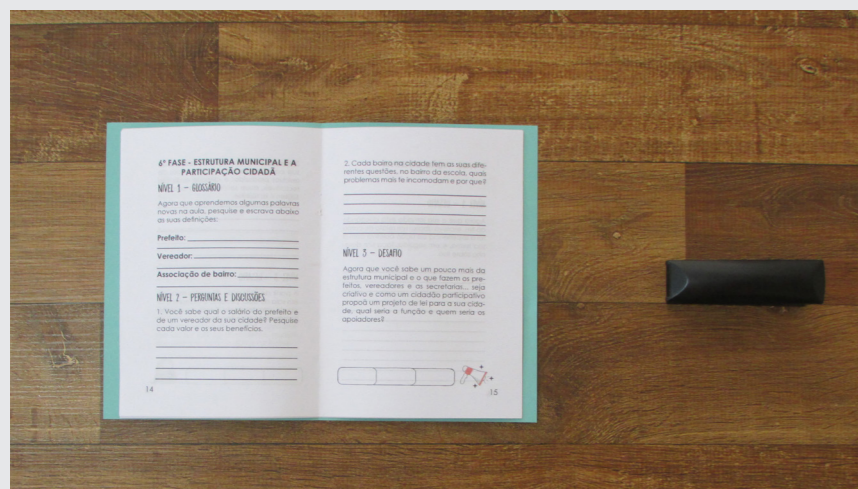 6ª FASE - ESTRUTURA MUNICIPAL E A
PARTICIPAÇÃO CIDADÃ
NÍVEL 1 – GLOSSÁRIO
Agora que aprendemos algumas palavras
novas na aula, pesquise e escreva abaixo
as suas definições:
Prefeito:
Vereador:
Associação de bairro:
NÍVEL 2 – PERGUNTAS E DISCUSSÕES
1. Você sabe qual o salário do prefeito e
de um vereador da sua cidade? Pesquise
cada valor e os seus benefícios.
14
2. Cada bairro na cidade tem as suas dife-
rentes questões, no bairro da escola, quais
problemas mais te incomodam e por que?
NÍVEL 3 – DESAFIO
Agora que você sabe um pouco mais da
estrutura municipal e o que fazem os pre-
feitos, vereadores e as secretarias... seja
criativo e como um cidadão participativo
propoã um projeto de lei para a sua cida-
de, qual seria a função e quem seria os
apoiadores?
15